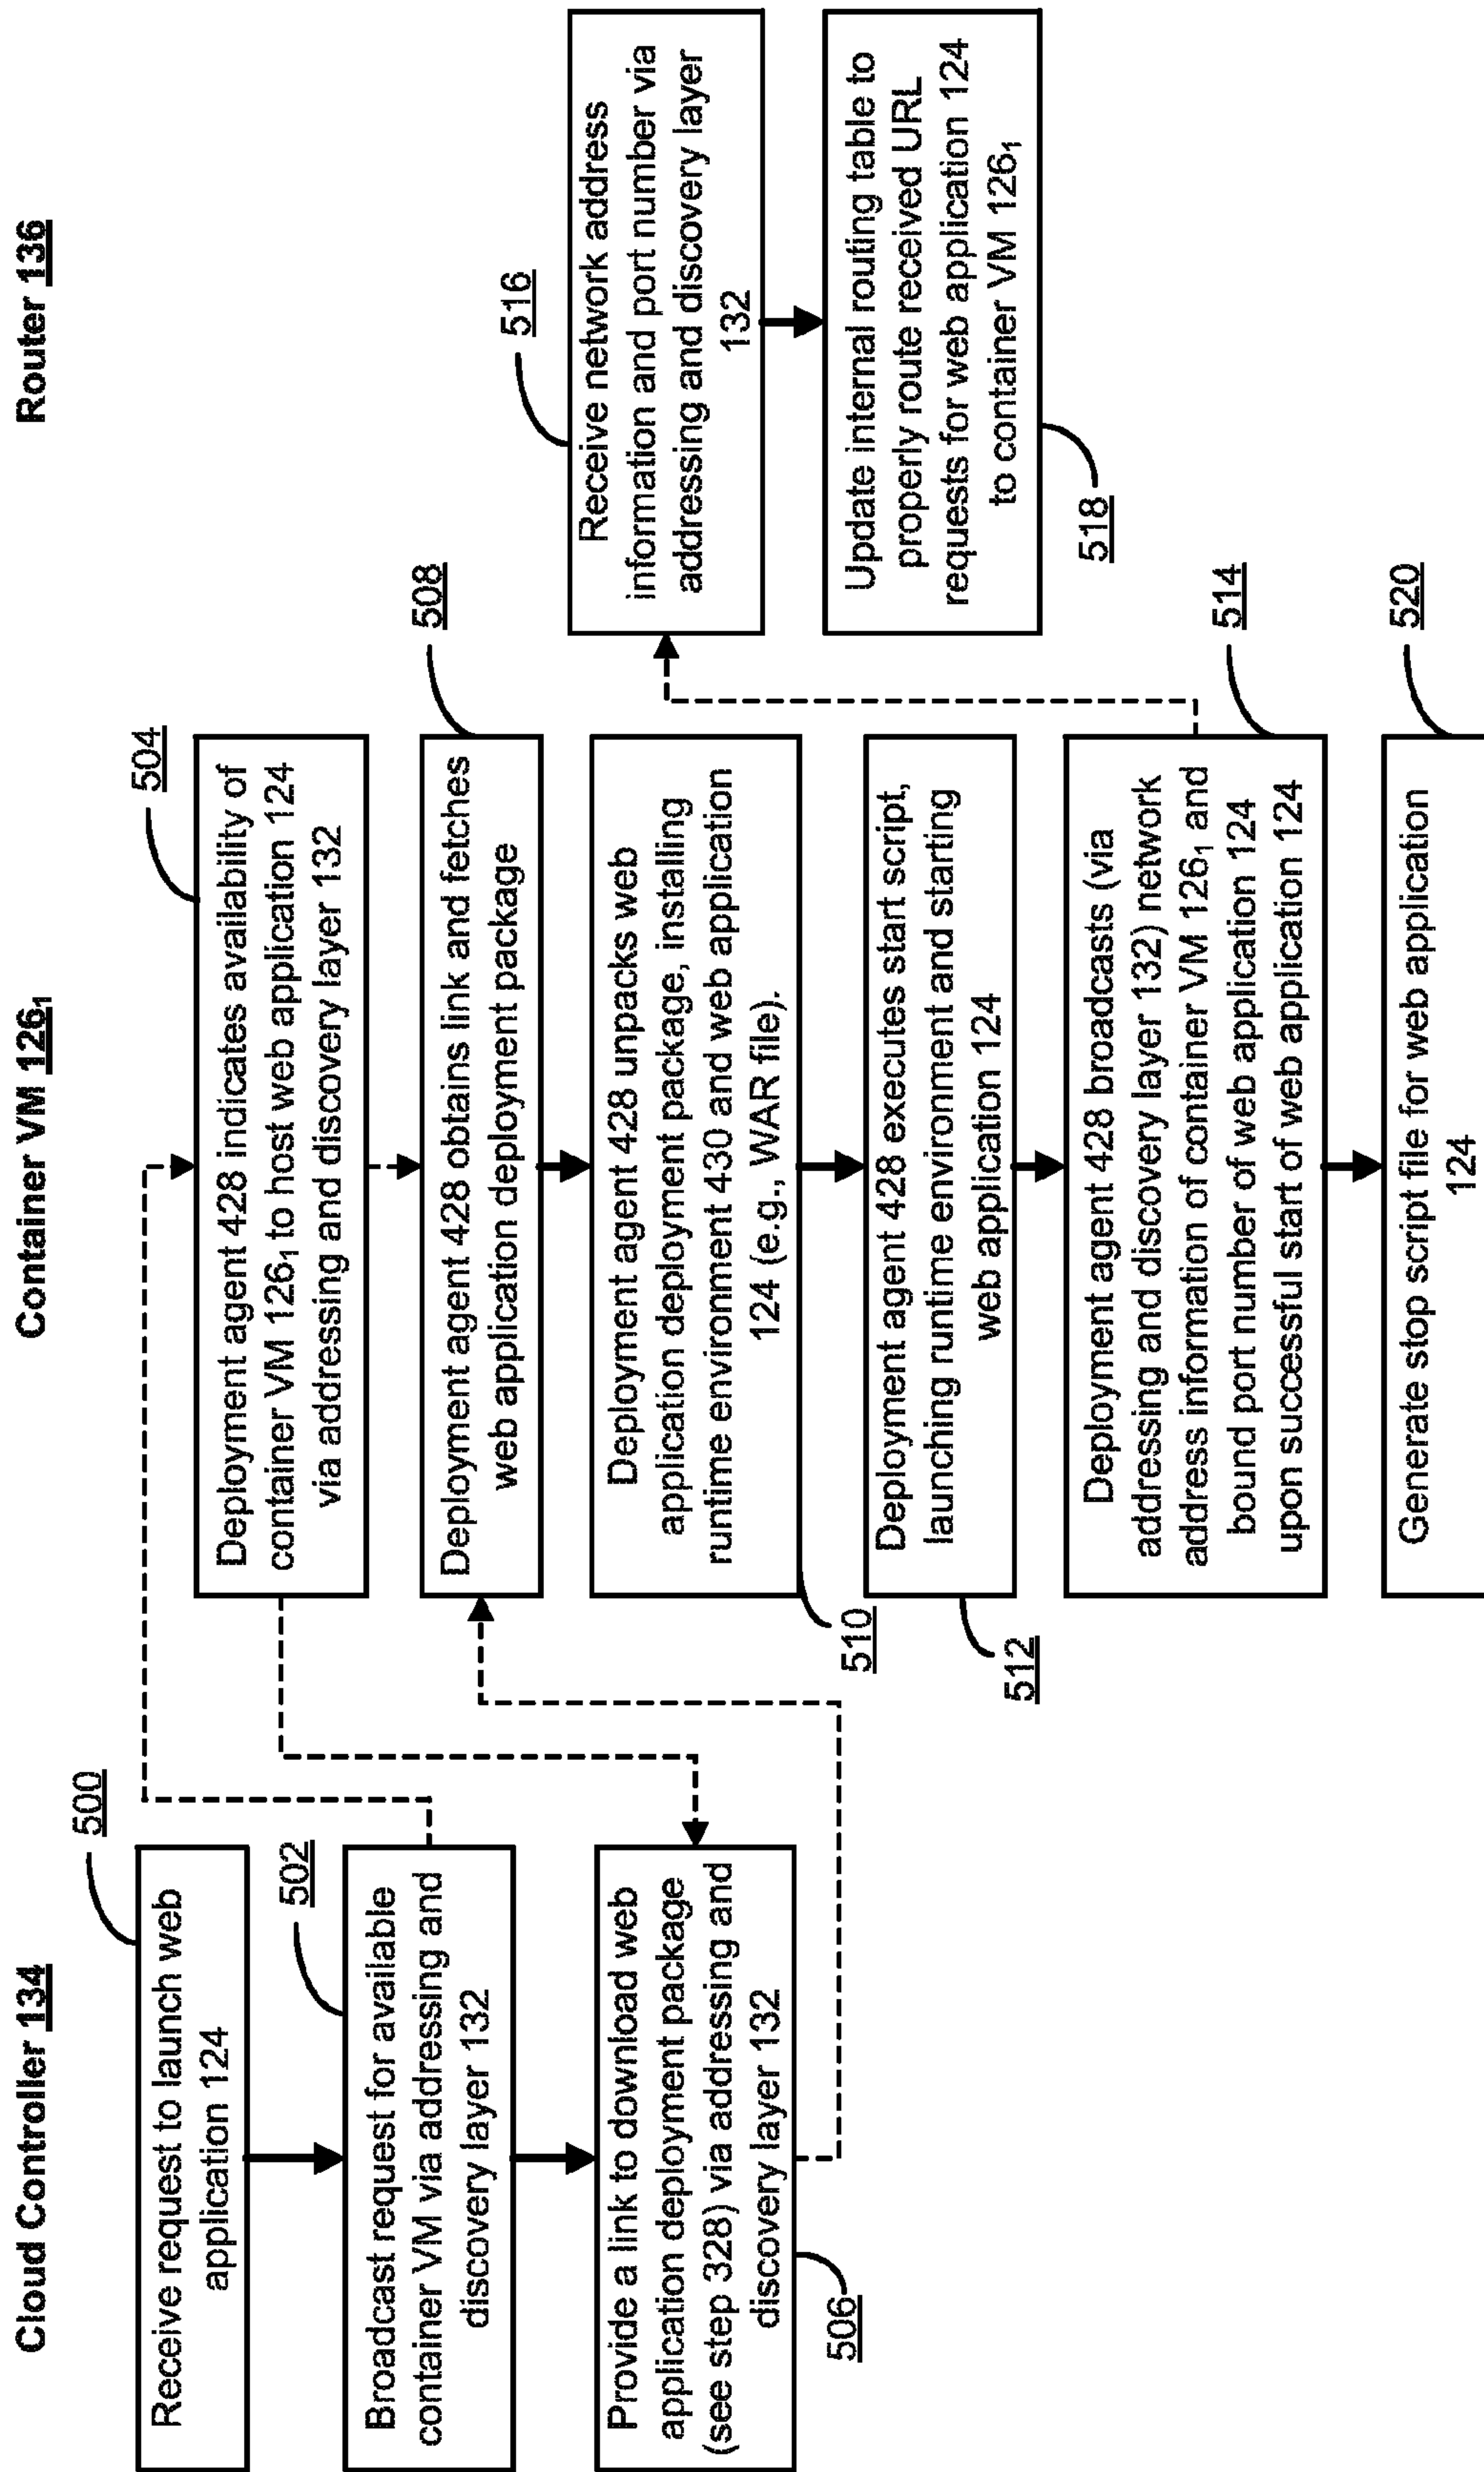 Cloud Controller 134
500
Receive request to launch web
application 124
502
Broadcast request for available
container VM via addressing and
discovery layer 132
Provide a link to download web
application deployment package
(see step 328) via addressing and
discovery layer 132
506
Container VM 126₁
504
Deployment agent 428 indicates availability of
container VM 126₁ to host web application 124
via addressing and discovery layer 132
508
Deployment agent 428 obtains link and fetches
web application deployment package
Deployment agent 428 unpacks web
application deployment package, installing
runtime environment 430 and web application
124 (e.g., WAR file).
510
Deployment agent 428 executes start script,
launching runtime environment and starting
web application 124
512
514
Deployment agent 428 broadcasts (via
addressing and discovery layer 132) network
address information of container VM 126₁ and
bound port number of web application 124
upon successful start of web application 124
520
Generate stop script file for web application
124
Router 136
516
Receive network address
information and port number via
addressing and discovery layer
132
Update internal routing table to
properly route received URL
requests for web application 124
to container VM 126₁
518